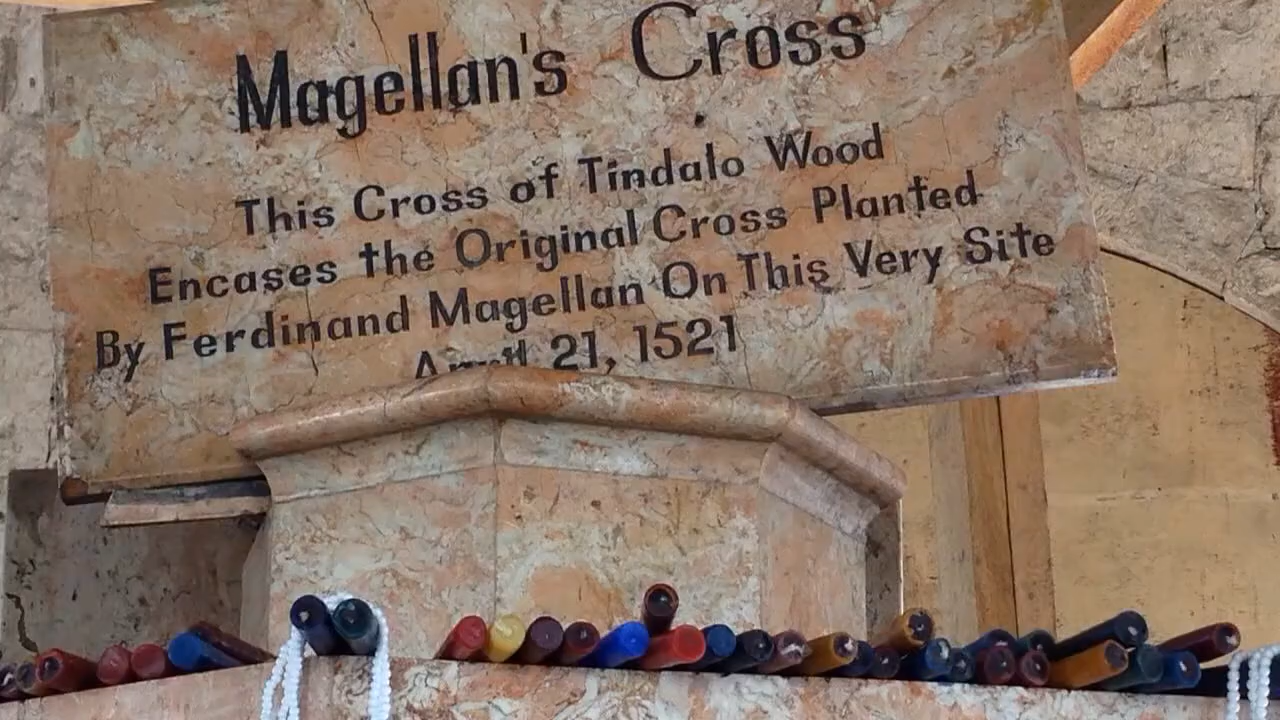 Magellan's Cross
This Cross of Tindalo Wood
Encases the Original Cross Planted
By Ferdinand Magellan On This Very Site
April 21, 1521